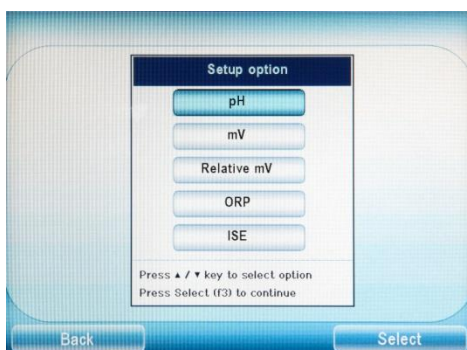 Setup option
pH
mV
Relative mV
ORP
ISE
Press ▲ / ▼ key to select option
Press Select (f3) to continue
Back
Select